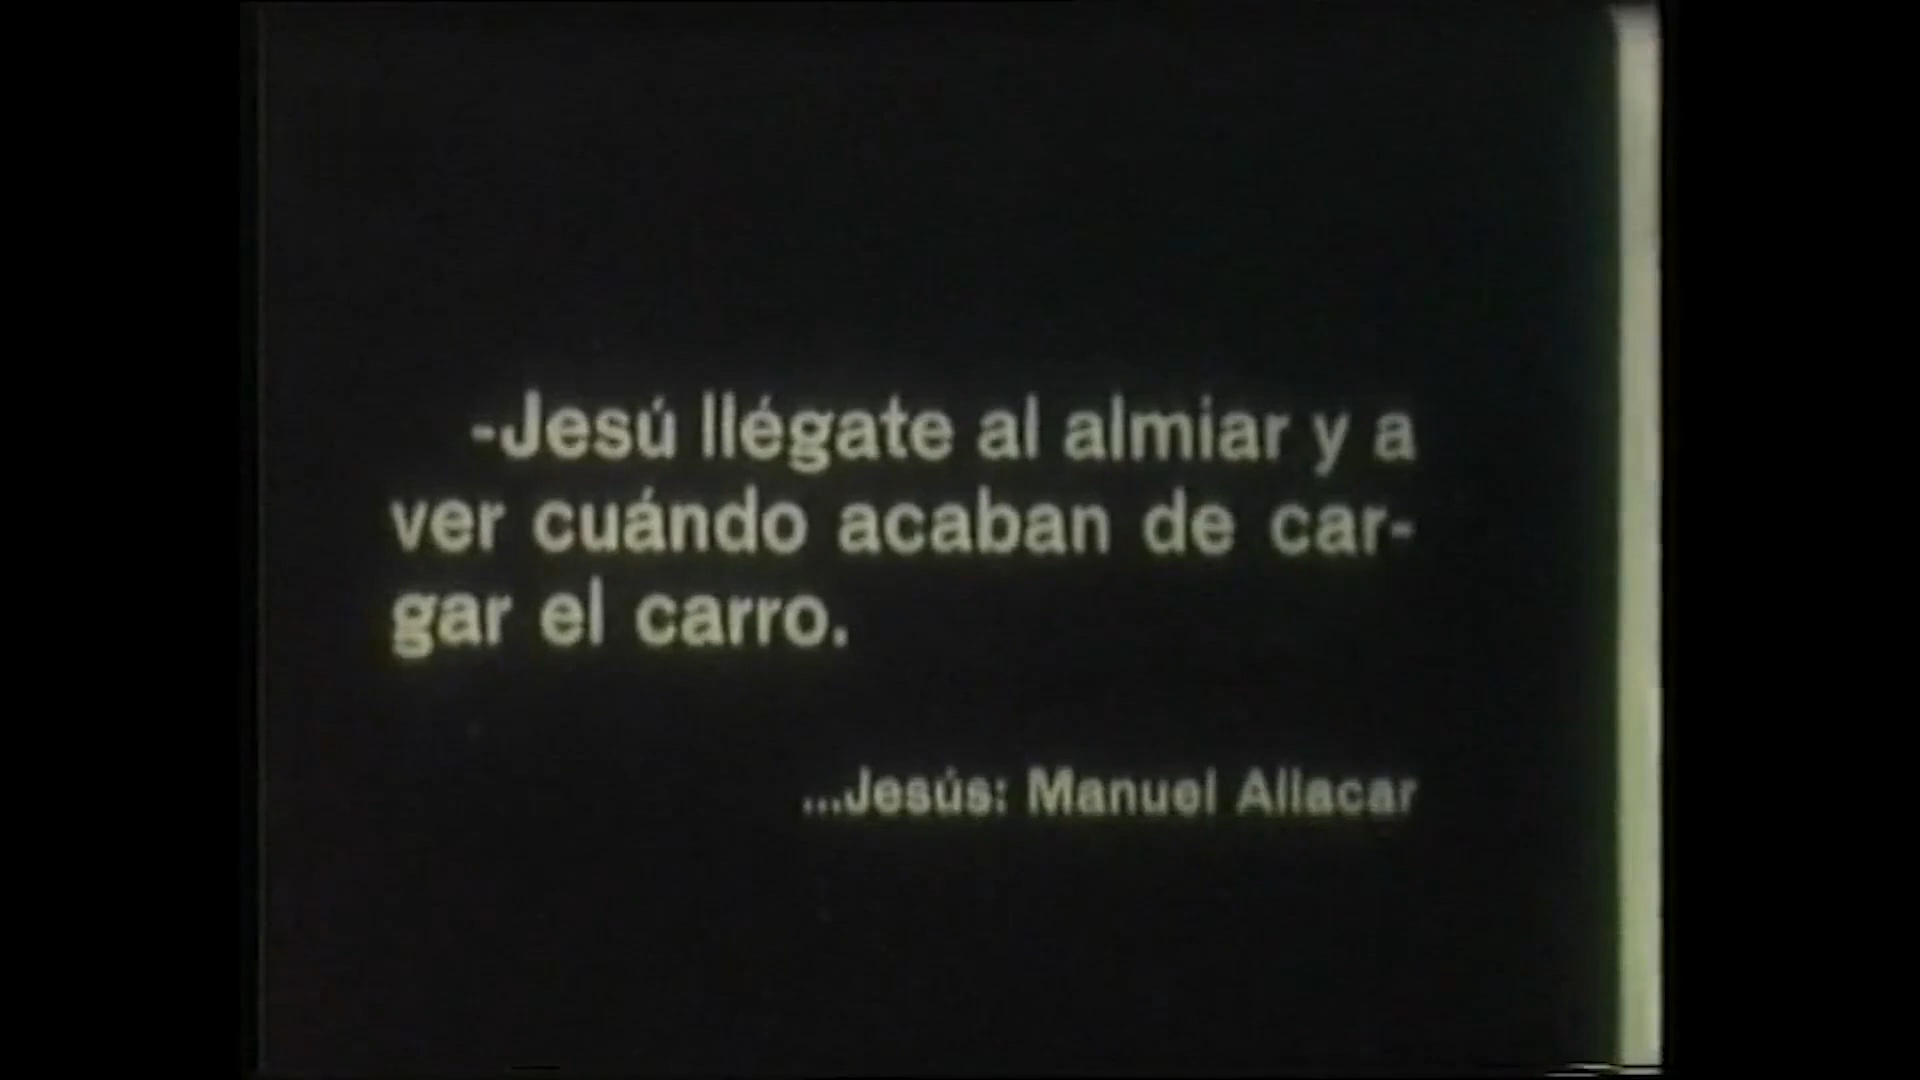 -Jesú llégate al almiar y a
ver cuándo acaban de car-
gar el carro.
...Jesús: Manuel Allacar